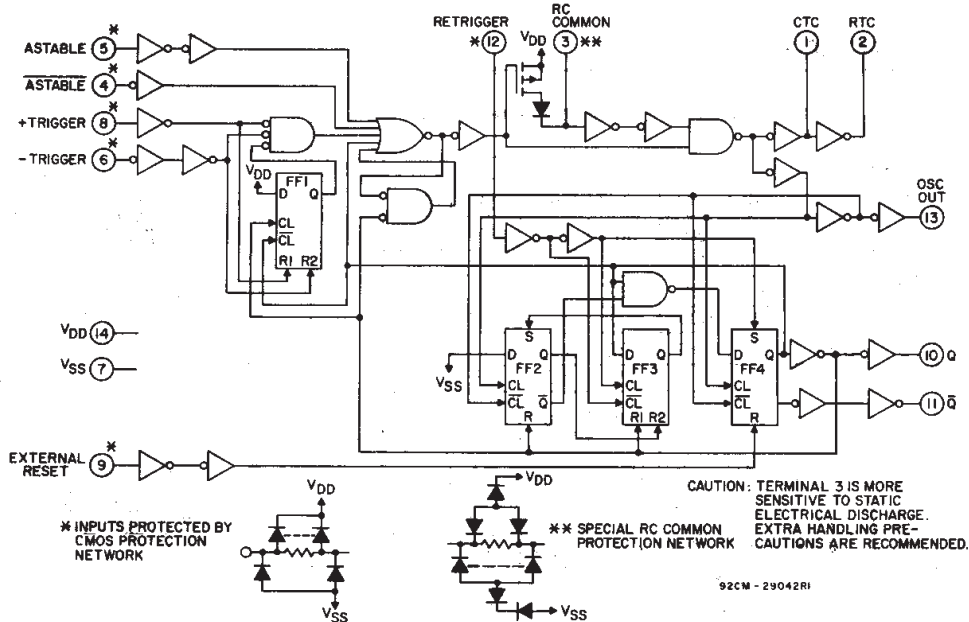 RETRIGGER
*12
RC
COMMON
3 **
CTC
1
RTC
2
ASTABLE 5 *
VDD
ASTABLE 4 *
+TRIGGER 8 *
-TRIGGER 6 *
VDD
FF1
D Q
CL
CL
R1 R2
OSC
OUT
13
VDD 14
VSS 7
S
D Q
FF2
CL
CL Q
R
VSS
D Q
FF3
CL
CL
R1 R2
S
D Q
FF4
CL
CL
R
10 Q
11 Q
EXTERNAL
RESET 9 *
* INPUTS PROTECTED BY
CMOS PROTECTION
NETWORK
VDD
VSS
VDD
VSS
** SPECIAL RC COMMON
PROTECTION NETWORK
CAUTION: TERMINAL 3 IS MORE
SENSITIVE TO STATIC
ELECTRICAL DISCHARGE.
EXTRA HANDLING PRE-
CAUTIONS ARE RECOMMENDED.
92CM-29042R1